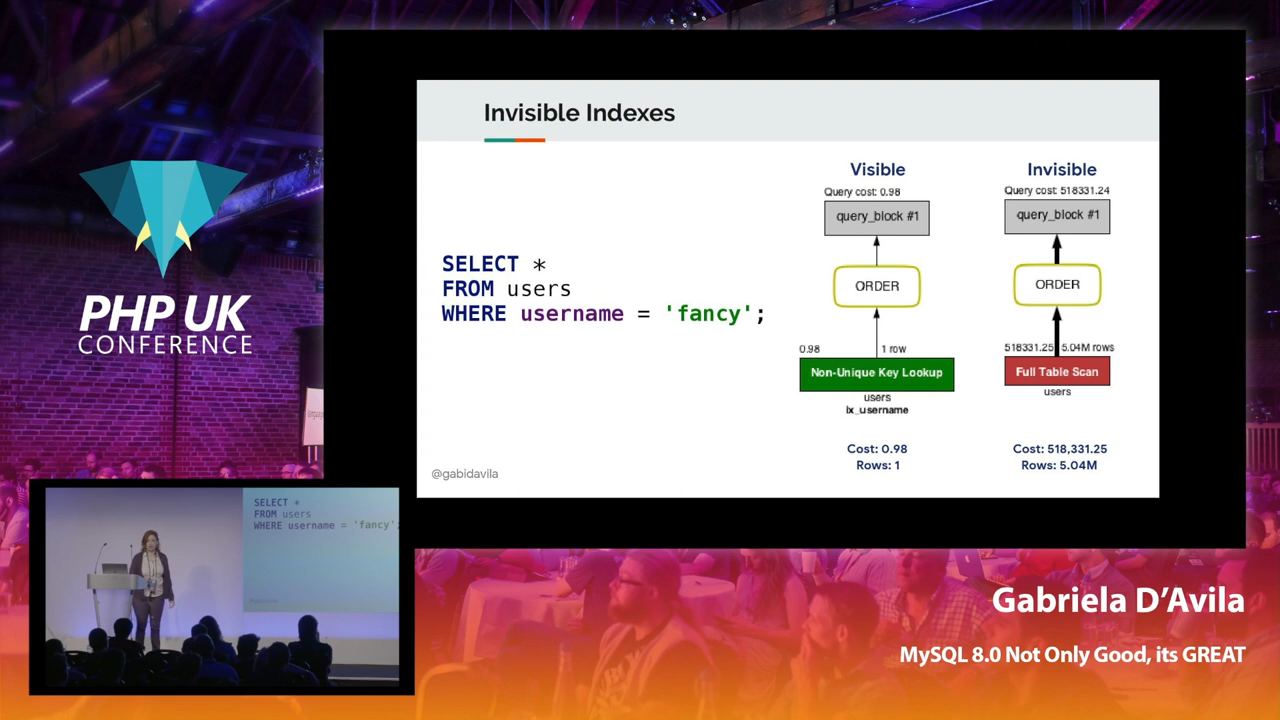 Invisible Indexes
SELECT *
FROM users
WHERE username = 'fancy';
Visible
Query cost: 0.98
query_block #1
ORDER
0.98 1 row
Non-Unique Key Lookup
users
ix_username
Cost: 0.98
Rows: 1
Invisible
Query cost: 518331.24
query_block #1
ORDER
518331.25 5.04M rows
Full Table Scan
users
Cost: 518,331.25
Rows: 5.04M
@gabidavila
PHP UK
CONFERENCE
SELECT *
FROM users
WHERE username = 'fancy';
Gabriela D’Avila
MySQL 8.0 Not Only Good, its GREAT